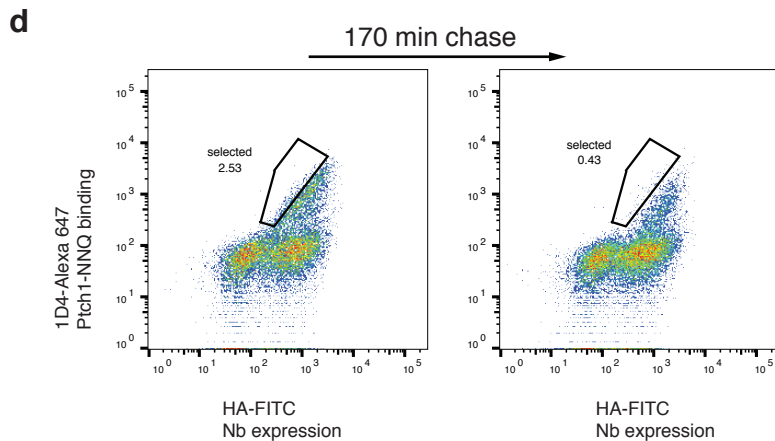 d
170 min chase
1D4-Alexa 647
Ptch1-NNQ binding
10^5
10^4
10^3
10^2
10^1
10^0
selected
2.53
10^0 10^1 10^2 10^3 10^4 10^5
HA-FITC
Nb expression
10^5
10^4
10^3
10^2
10^1
10^0
selected
0.43
10^0 10^1 10^2 10^3 10^4 10^5
HA-FITC
Nb expression